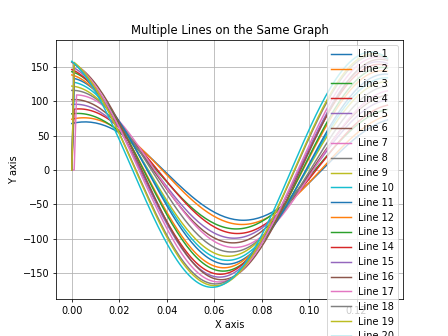 Multiple Lines on the Same Graph
Y axis
150
100
50
0
−50
−100
−150
0.00
0.02
0.04
0.06
0.08
0.10
X axis
Line 1
Line 2
Line 3
Line 4
Line 5
Line 6
Line 7
Line 8
Line 9
Line 10
Line 11
Line 12
Line 13
Line 14
Line 15
Line 16
Line 17
Line 18
Line 19
Line 20